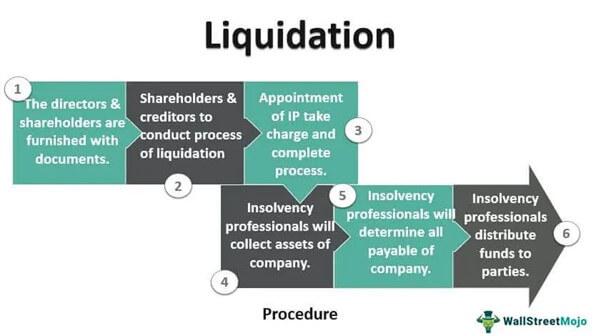 Liquidation
1
The directors &
shareholders are
furnished with
documents.
Shareholders &
creditors to
conduct process
of liquidation
2
Appointment
of IP take
charge and
complete
process.
3
Insolvency
professionals will
collect assets of
company.
4
5
Insolvency
professionals will
determine all
payable of
company.
Insolvency
professionals
distribute
funds to
parties.
6
Procedure
WallStreetMojo